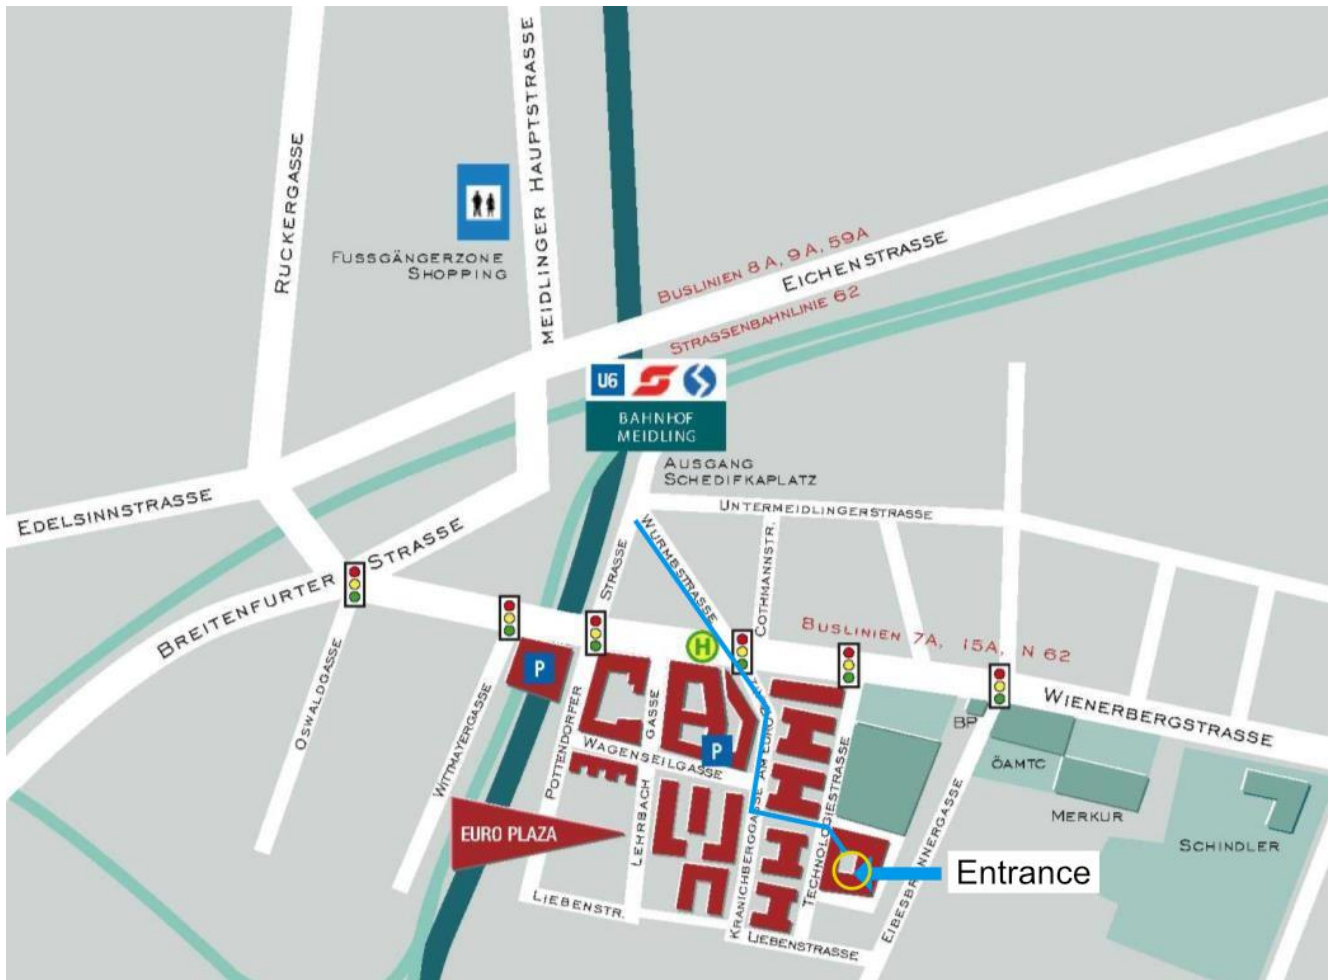 RUCKERGASSE
MEIDLINGER HAUPTSTRASSE
FUSSGÄNGERZONE
SHOPPING
BUSLINIEN 8A, 9A, 59A
EICHENSTRASSE
STRASSENBAHNLINIE 62
U6
BAHNHOF
MEIDLING
AUSGANG
SCHEDIFKAPLATZ
EDELSINNSTRASSE
UNTERMEIDLINGERSTRASSE
BREITENFURTER STRASSE
WURMBSTRASSE
COTHMANNSTR.
POTTENDORFER STRASSE
H
BUSLINIEN 7A, 15A, N 62
WIENERBERGSTRASSE
OSWALDGASSE
WITTMAYERGASSE
P
P
LEHRBACH GASSE
WAGENSEILGASSE
KRANICHBERGGASSE
AM EURO
TECHNOLOGIESTRASSE
BP
ÖAMTC
MERKUR
SCHINDLER
EIBESBRUNNERGASSE
EURO PLAZA
Entrance
LIEBENSTR.
LIEBENSTRASSE